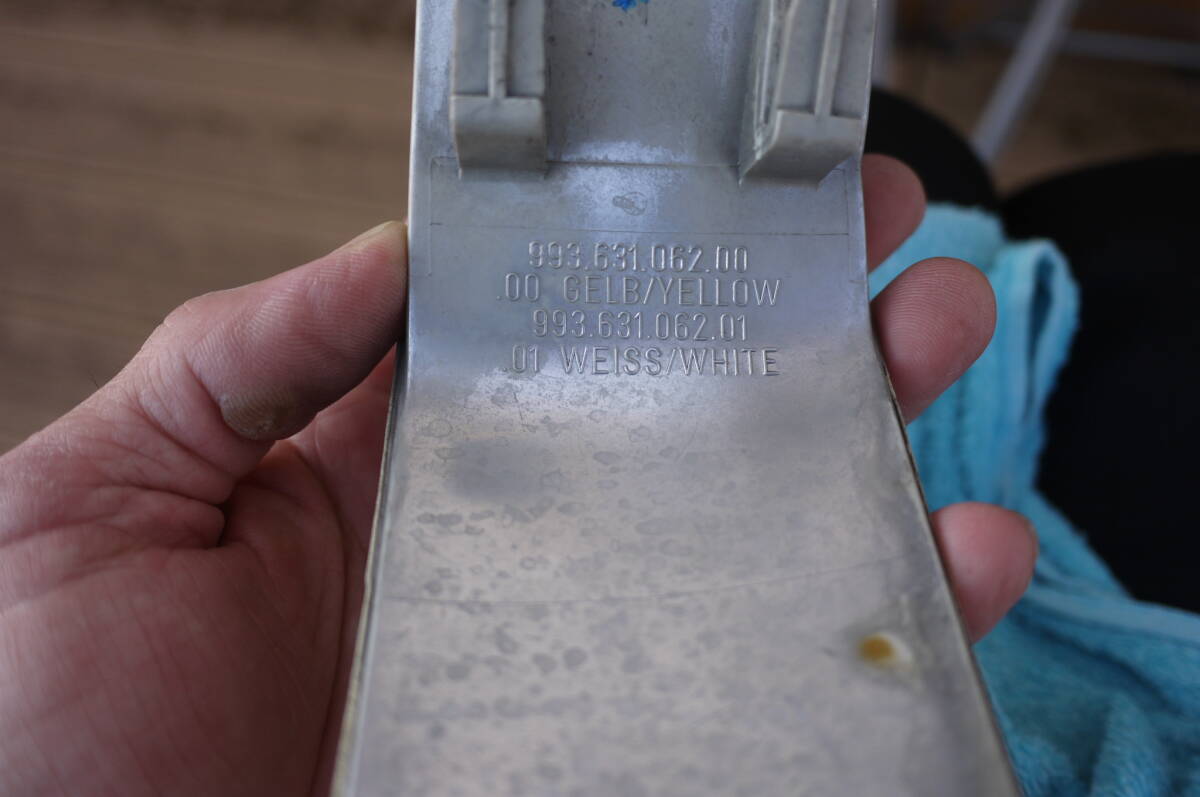 993.631.062.00
.00 GELB/YELLOW
993.631.062.01
.01 WEISS/WHITE